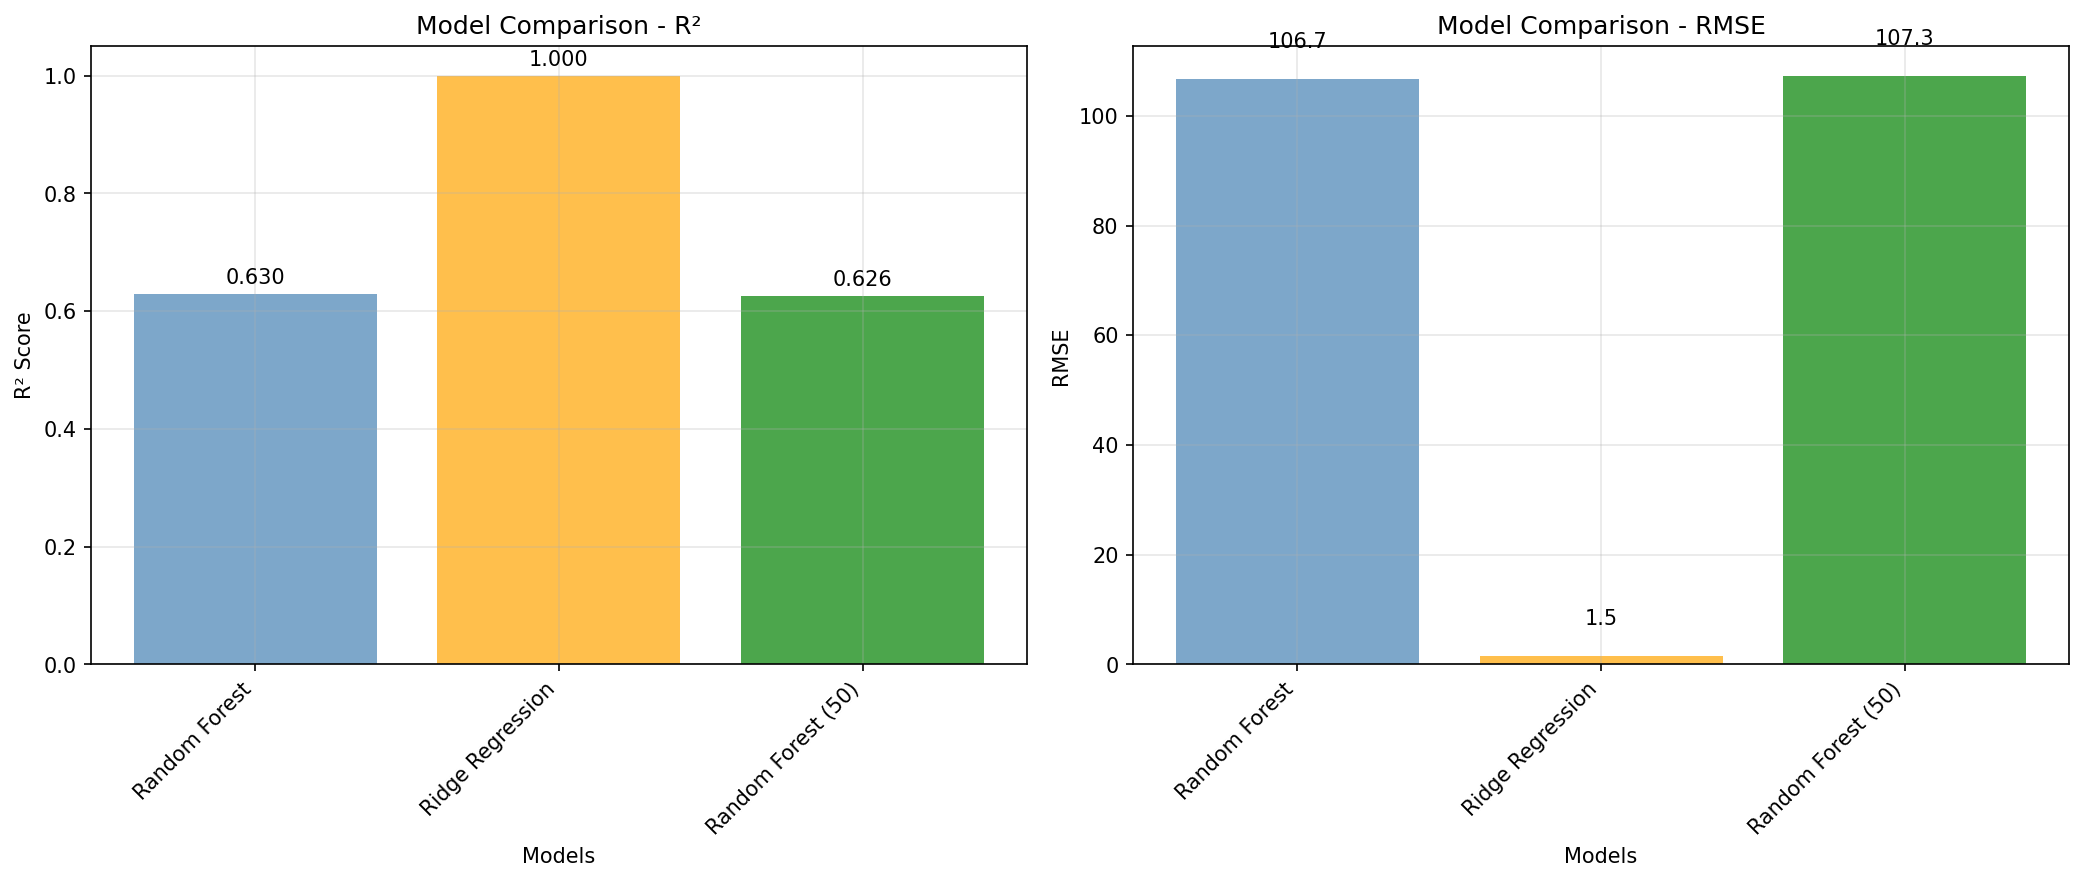 Model Comparison - R²
1.000
0.630
0.626
1.0
0.8
0.6
0.4
0.2
0.0
R² Score
Random Forest
Ridge Regression
Random Forest (50)
Models
Model Comparison - RMSE
106.7
107.3
1.5
100
80
60
40
20
0
RMSE
Random Forest
Ridge Regression
Random Forest (50)
Models